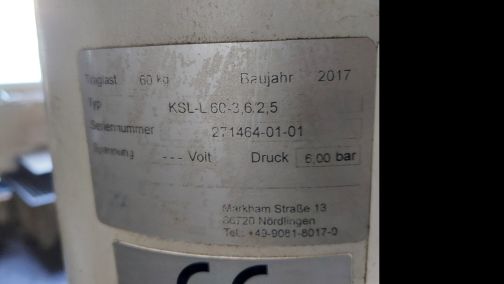 Traglast 60 kg Baujahr 2017
Typ KSL-L 60-3,6/2,5
Seriennummer 271464-01-01
Spannung --- Volt Druck 6,00 bar
Markham Straße 13
86720 Nördlingen
Tel.: +49-9081-8017-0
CE